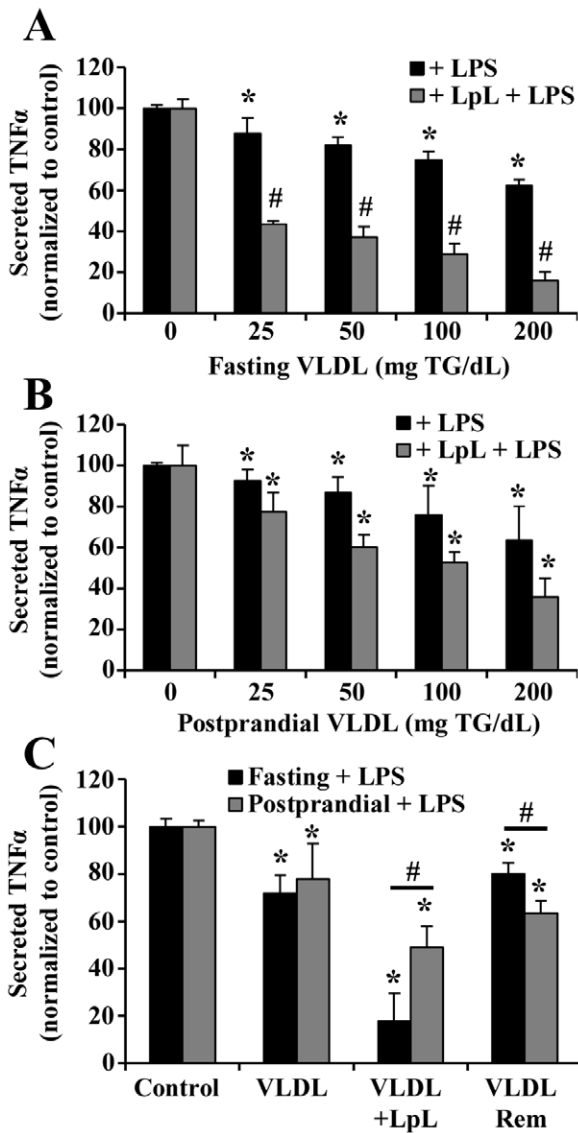 A
Secreted TNFα
(normalized to control)
120
100
80
60
40
20
0
+ LPS
+ LpL + LPS
* * * *
# # # #
0 25 50 100 200
Fasting VLDL (mg TG/dL)
B
Secreted TNFα
(normalized to control)
120
100
80
60
40
20
0
+ LPS
+ LpL + LPS
* * * *
* * * *
0 25 50 100 200
Postprandial VLDL (mg TG/dL)
C
Secreted TNFα
(normalized to control)
120
100
80
60
40
20
0
Fasting + LPS
Postprandial + LPS
* *
#
* *
#
* *
Control VLDL VLDL VLDL
+LpL Rem